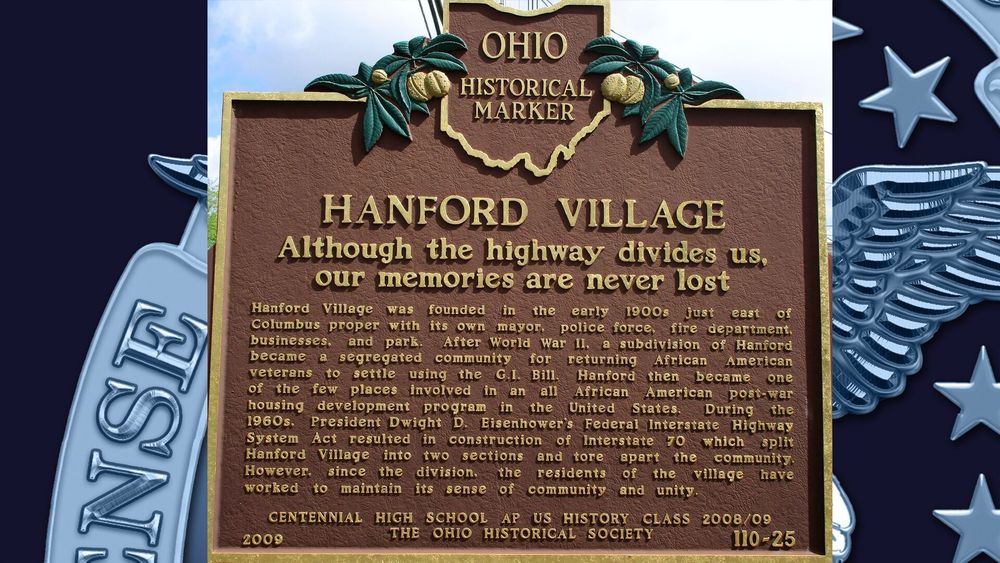 OHIO
HISTORICAL
MARKER
HANFORD VILLAGE
Although the highway divides us,
our memories are never lost
Hanford Village was founded in the early 1900s just east of
Columbus proper with its own mayor, police force, fire department,
businesses, and park. After World War II, a subdivision of Hanford
became a segregated community for returning African American
veterans to settle using the G.I. Bill. Hanford then became one
of the few places involved in an all African American post-war
housing development program in the United States. During the
1960s, President Dwight D. Eisenhower's Federal Interstate Highway
System Act resulted in construction of Interstate 70 which split
Hanford Village into two sections and tore apart the community.
However, since the division, the residents of the village have
worked to maintain its sense of community and unity.
CENTENNIAL HIGH SCHOOL AP US HISTORY CLASS 2008/09
THE OHIO HISTORICAL SOCIETY
2009
110-25
ENSE